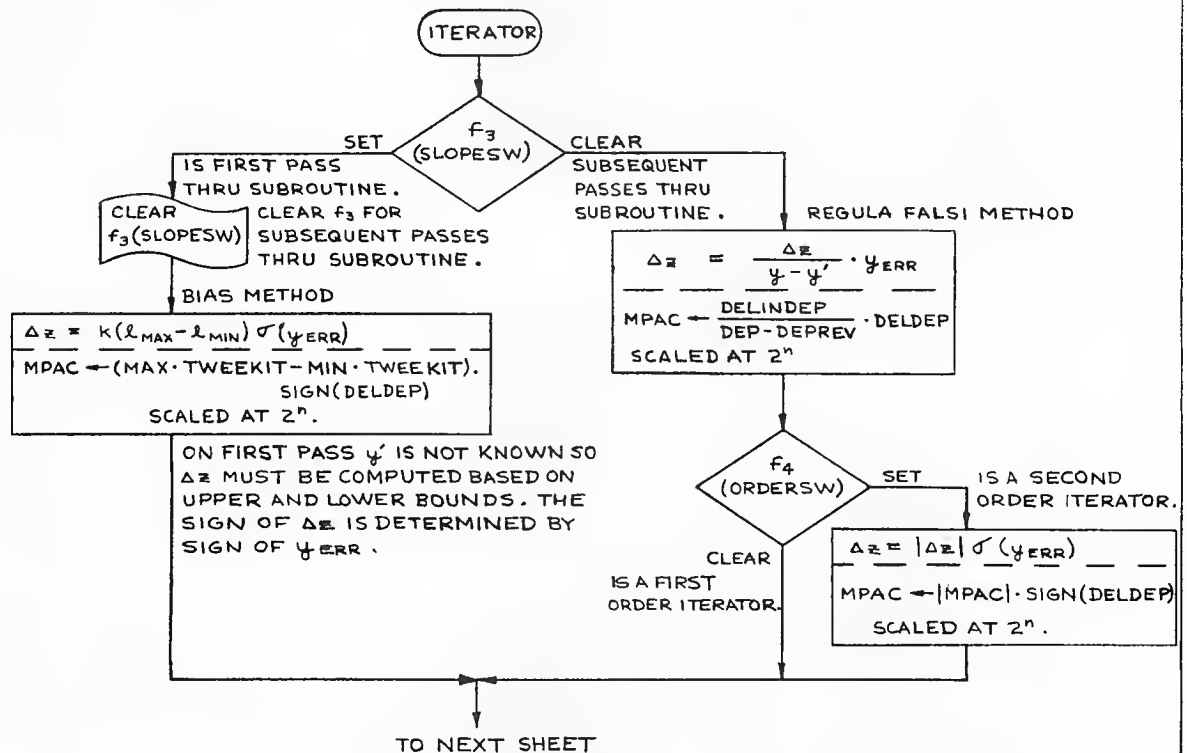 ITERATOR
f₃
(SLOPESW)
SET
CLEAR
IS FIRST PASS
THRU SUBROUTINE.
SUBSEQUENT
PASSES THRU
SUBROUTINE.
CLEAR
f₃(SLOPESW)
CLEAR f₃ FOR
SUBSEQUENT PASSES
THRU SUBROUTINE.
REGULA FALSI METHOD
Δz = Δz / (y - y′) · yERR
MPAC ← DELINDEP / (DEP-DEPREV) · DELDEP
SCALED AT 2ⁿ
BIAS METHOD
Δz = k(ℓMAX-ℓMIN) σ(yERR)
MPAC ← (MAX·TWEEKIT-MIN·TWEEKIT).
SIGN(DELDEP)
SCALED AT 2ⁿ.
ON FIRST PASS y′ IS NOT KNOWN SO
Δz MUST BE COMPUTED BASED ON
UPPER AND LOWER BOUNDS. THE
SIGN OF Δz IS DETERMINED BY
SIGN OF yERR.
f₄
(ORDERSW)
SET
IS A SECOND
ORDER ITERATOR.
CLEAR
IS A FIRST
ORDER ITERATOR.
Δz = |Δz| σ(yERR)
MPAC ← |MPAC| · SIGN(DELDEP)
SCALED AT 2ⁿ.
TO NEXT SHEET